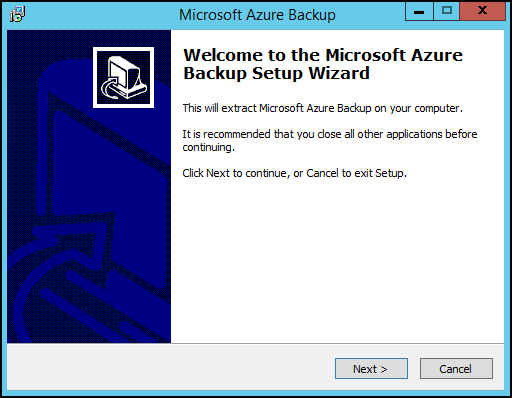 Microsoft Azure Backup
Welcome to the Microsoft Azure
Backup Setup Wizard
This will extract Microsoft Azure Backup on your computer.
It is recommended that you close all other applications before
continuing.
Click Next to continue, or Cancel to exit Setup.
Next >
Cancel